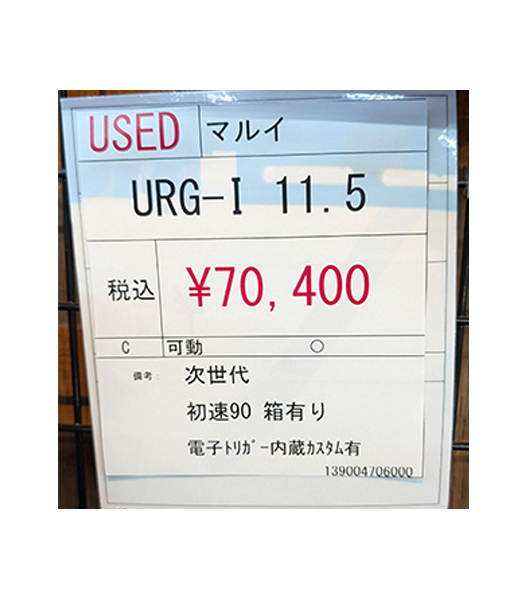 USED マルイ
URG-I 11.5
税込 ¥70,400
C 可動 ○
備考: 次世代
初速90 箱有り
電子ﾄﾘｶﾞｰ内蔵ｶｽﾀﾑ有
139004706000